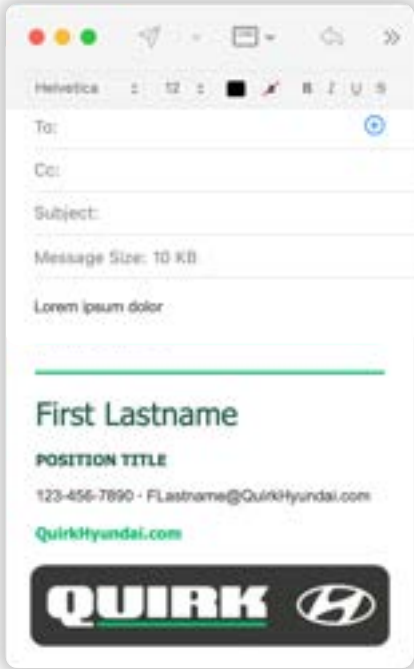 Helvetica 12 B I U S
To:
Cc:
Subject:
Message Size: 10 KB
Lorem ipsum dolor
First Lastname
POSITION TITLE
123-456-7890 - FLastname@QuirkHyundai.com
QuirkHyundai.com
QUIRK